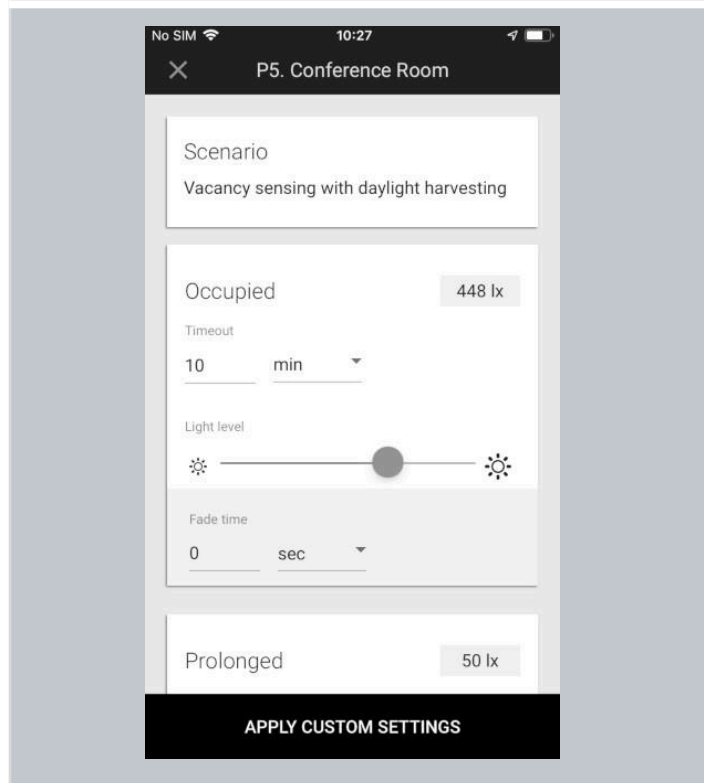 No SIM 10:27
P5. Conference Room
Scenario
Vacancy sensing with daylight harvesting
Occupied 448 lx
Timeout
10 min
Light level
Fade time
0 sec
Prolonged 50 lx
APPLY CUSTOM SETTINGS